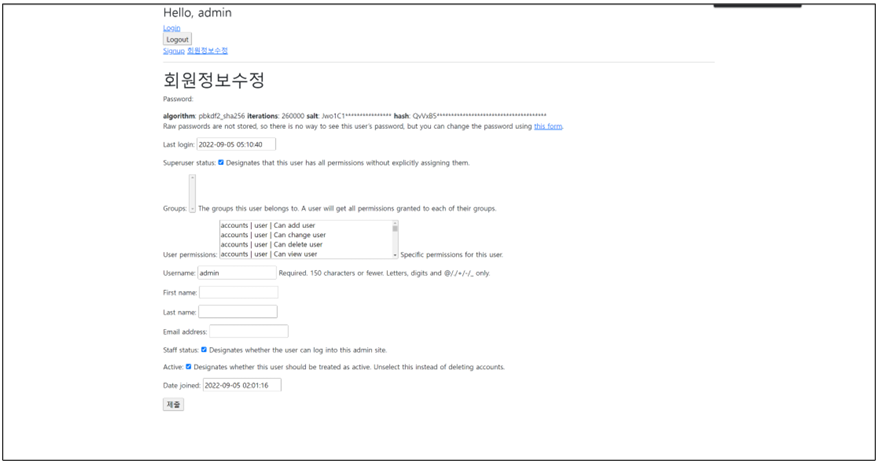 Hello, admin
Login
Logout
Signup 회원정보수정
회원정보수정
Password:
algorithm: pbkdf2_sha256 iterations: 260000 salt: Jwo1C1**************** hash: QvVxBS**************************************
Raw passwords are not stored, so there is no way to see this user's password, but you can change the password using this form.
Last login: 2022-09-05 05:10:40
Superuser status: Designates that this user has all permissions without explicitly assigning them.
Groups: The groups this user belongs to. A user will get all permissions granted to each of their groups.
accounts | user | Can add user
accounts | user | Can change user
accounts | user | Can delete user
accounts | user | Can view user
User permissions: Specific permissions for this user.
Username: admin Required. 150 characters or fewer. Letters, digits and @/./+/-/_ only.
First name:
Last name:
Email address:
Staff status: Designates whether the user can log into this admin site.
Active: Designates whether this user should be treated as active. Unselect this instead of deleting accounts.
Date joined: 2022-09-05 02:01:16
제출